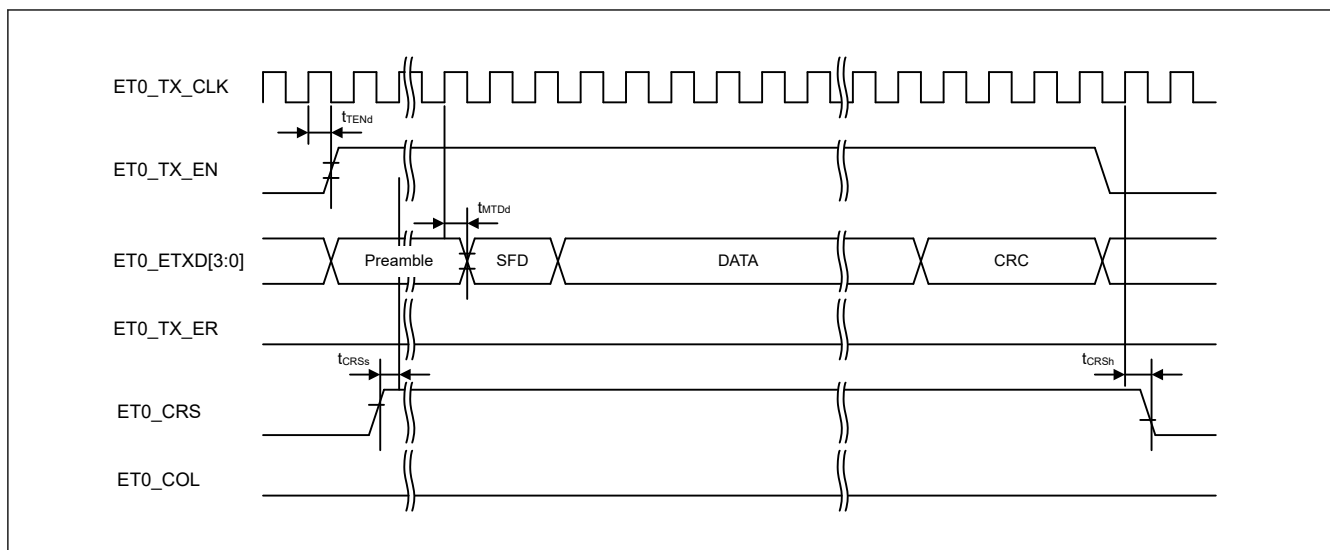 ET0_TX_CLK
tTENd
ET0_TX_EN
tMTDd
ET0_ETXD[3:0]
Preamble
SFD
DATA
CRC
ET0_TX_ER
tCRSs
tCRSh
ET0_CRS
ET0_COL